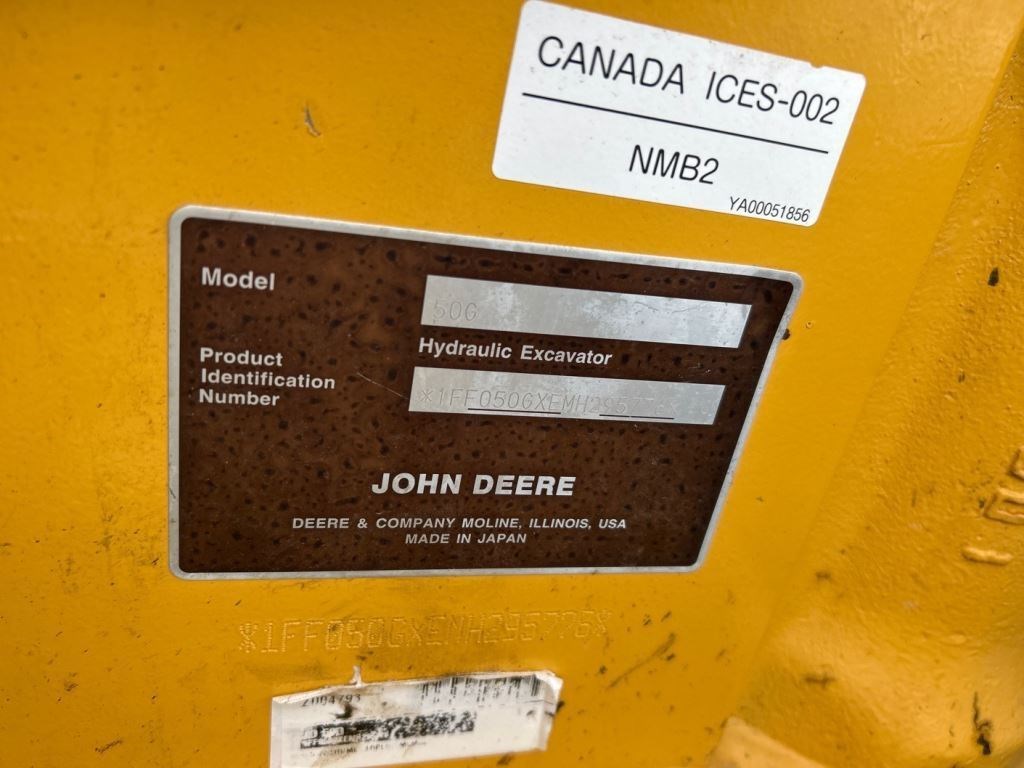 CANADA ICES-002
NMB2
YA00051856
Model
50G
Hydraulic Excavator
Product
Identification
Number
JOHN DEERE
DEERE & COMPANY MOLINE, ILLINOIS, USA
MADE IN JAPAN
*1FF050GXEMH295776*